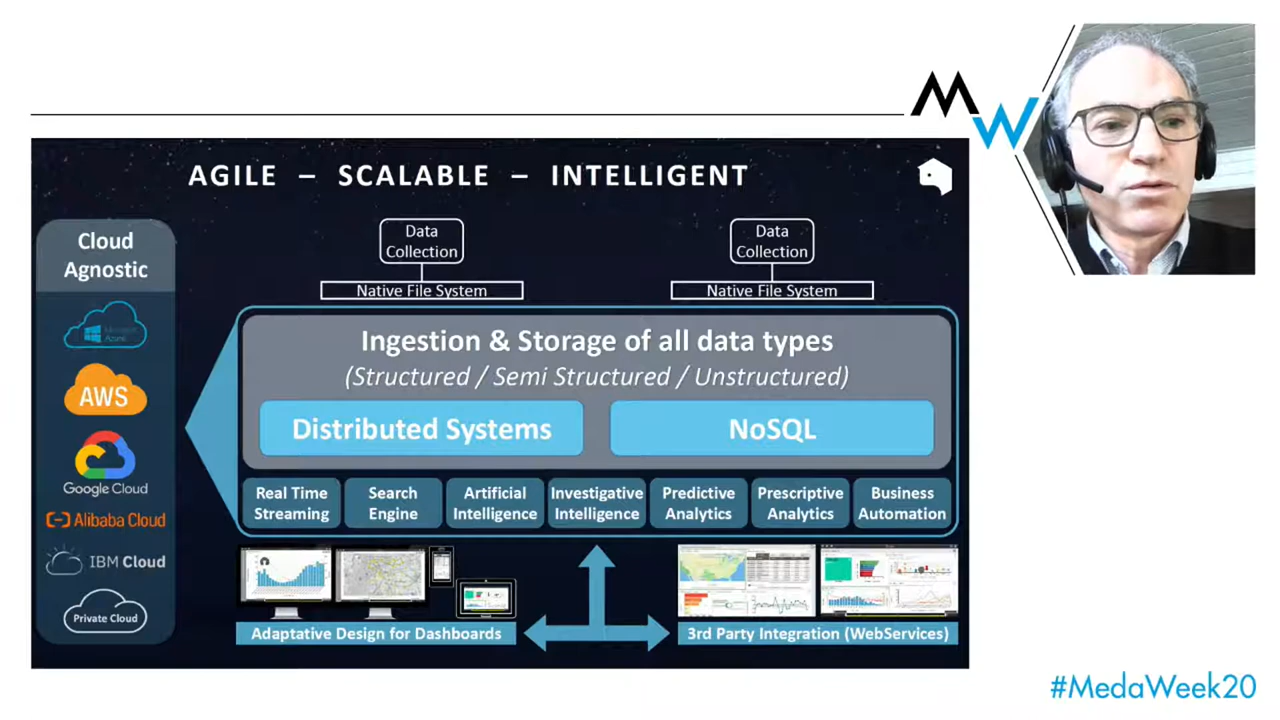 MW
AGILE – SCALABLE – INTELLIGENT
Cloud
Agnostic
Microsoft
Azure
AWS
Google Cloud
Alibaba Cloud
IBM Cloud
Private Cloud
Data
Collection
Native File System
Data
Collection
Native File System
Ingestion & Storage of all data types
(Structured / Semi Structured / Unstructured)
Distributed Systems
NoSQL
Real Time
Streaming
Search
Engine
Artificial
Intelligence
Investigative
Intelligence
Predictive
Analytics
Prescriptive
Analytics
Business
Automation
Adaptative Design for Dashboards
3rd Party Integration (WebServices)
#MedaWeek20